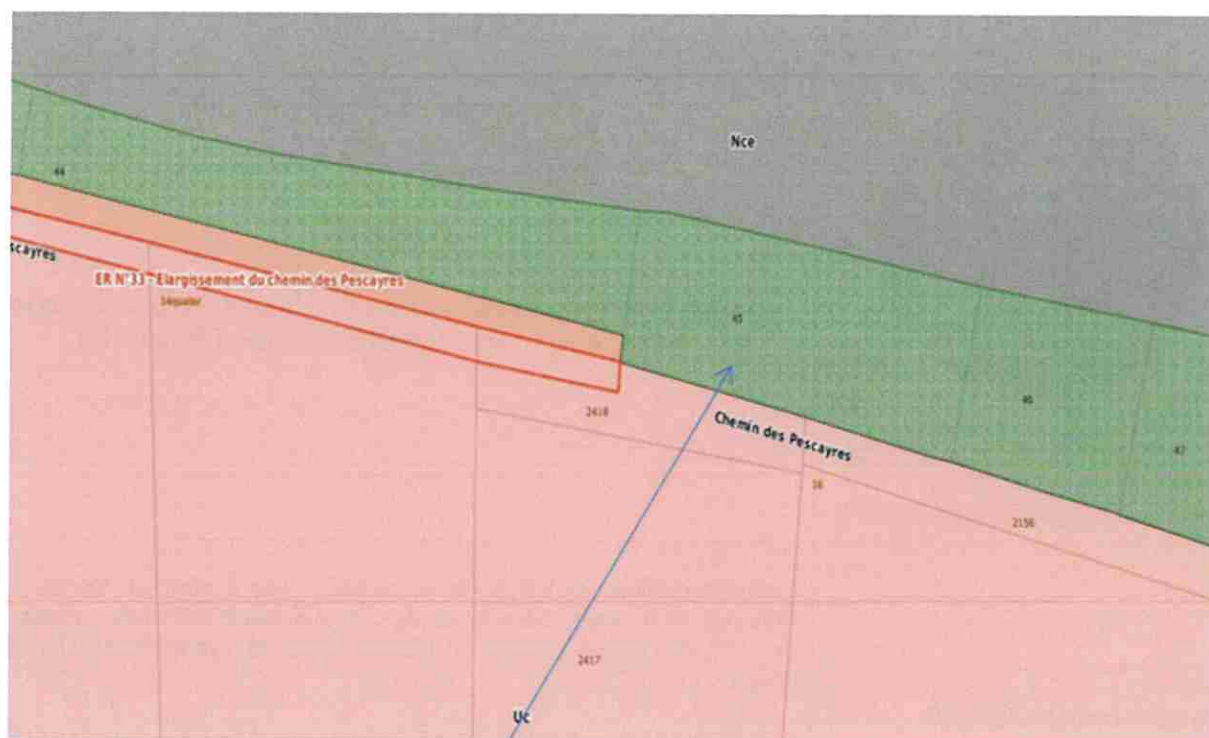 Nce
44
scayres
ER N°33 - Elargissement du chemin des Pescayres
45
46
2418
Chemin des Pescayres
47
16
2156
2417
Uc